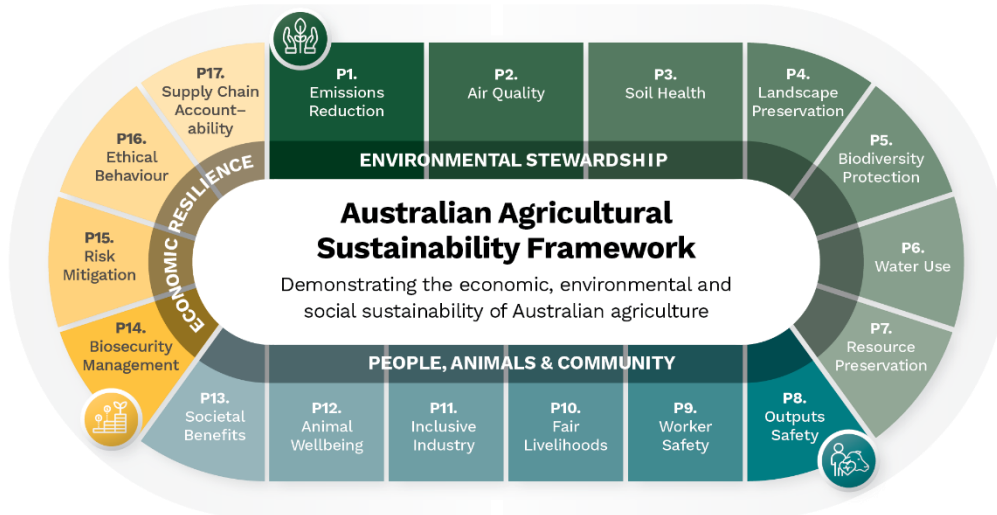 P1.
Emissions
Reduction
P2.
Air Quality
P3.
Soil Health
P4.
Landscape
Preservation
P5.
Biodiversity
Protection
P6.
Water Use
P7.
Resource
Preservation
P8.
Outputs
Safety
P9.
Worker
Safety
P10.
Fair
Livelihoods
P11.
Inclusive
Industry
P12.
Animal
Wellbeing
P13.
Societal
Benefits
P14.
Biosecurity
Management
P15.
Risk
Mitigation
P16.
Ethical
Behaviour
P17.
Supply Chain
Account–
ability
ENVIRONMENTAL STEWARDSHIP
ECONOMIC RESILIENCE
Australian Agricultural
Sustainability Framework
Demonstrating the economic, environmental and
social sustainability of Australian agriculture
PEOPLE, ANIMALS & COMMUNITY